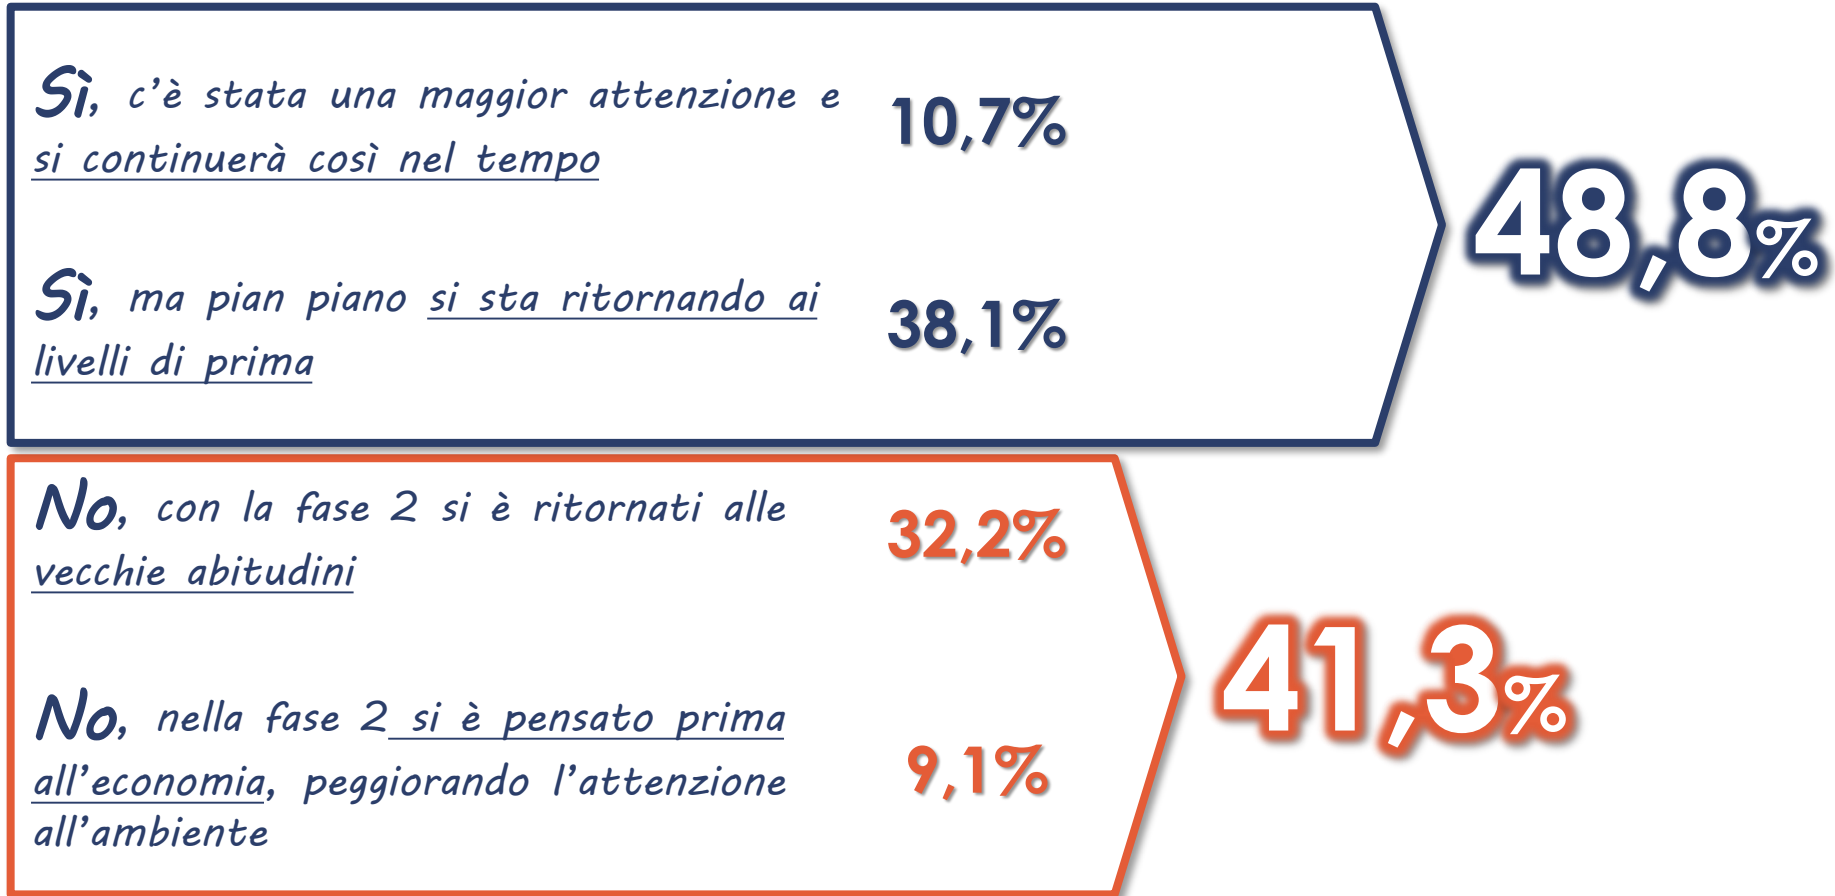 Sì, c’è stata una maggior attenzione e
si continuerà così nel tempo
10,7%
Sì, ma pian piano si sta ritornando ai
livelli di prima
38,1%
48,8%
No, con la fase 2 si è ritornati alle
vecchie abitudini
32,2%
No, nella fase 2 si è pensato prima
all’economia, peggiorando l’attenzione
all’ambiente
9,1%
41,3%